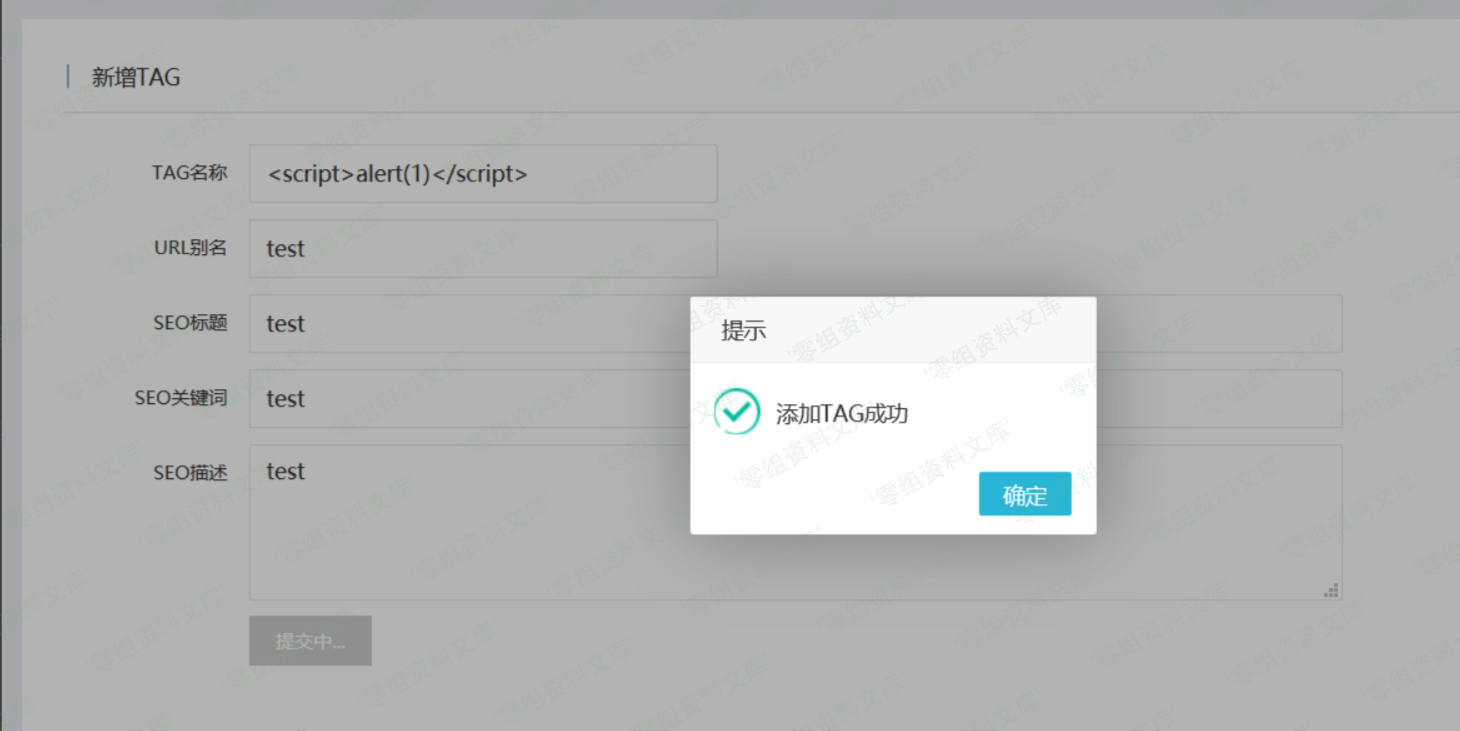 新增TAG
TAG名称 <script>alert(1)</script>
URL别名 test
SEO标题 test
SEO关键词 test
SEO描述 test
提示
添加TAG成功
确定
提交中...
'零组资料文库'